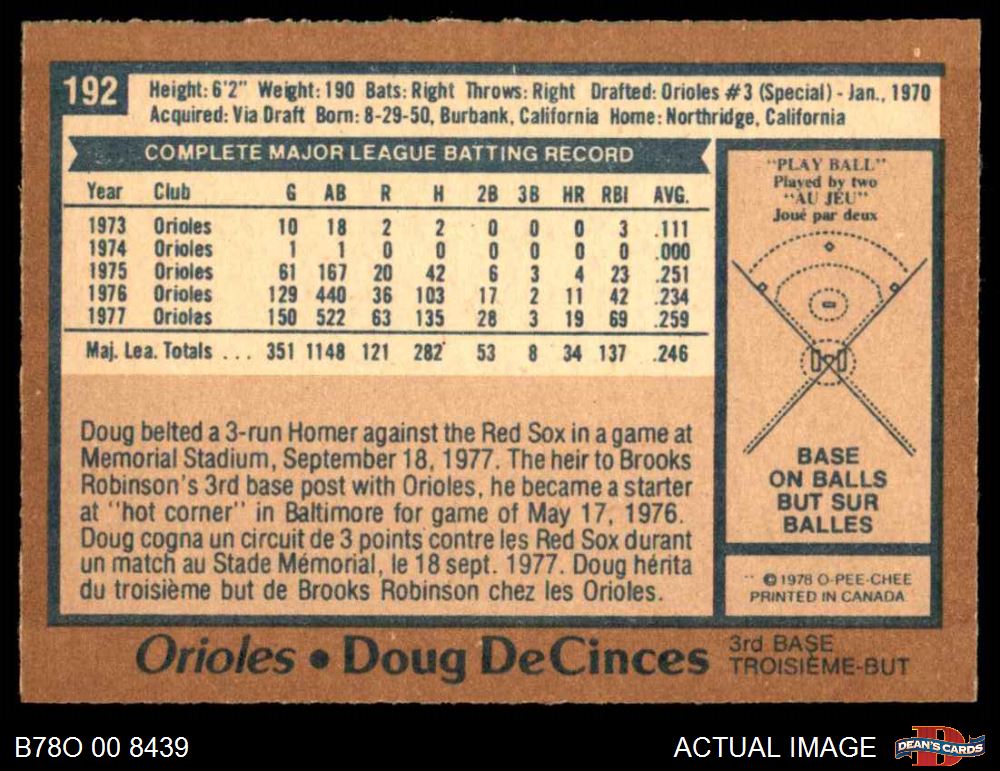 192
Height: 6'2" Weight: 190 Bats: Right Throws: Right Drafted: Orioles #3 (Special) - Jan., 1970
Acquired: Via Draft Born: 8-29-50, Burbank, California Home: Northridge, California
COMPLETE MAJOR LEAGUE BATTING RECORD
Year Club G AB R H 2B 3B HR RBI AVG.
1973 Orioles 10 18 2 2 0 0 0 3 .111
1974 Orioles 1 1 0 0 0 0 0 0 .000
1975 Orioles 61 167 20 42 6 3 4 23 .251
1976 Orioles 129 440 36 103 17 2 11 42 .234
1977 Orioles 150 522 63 135 28 3 19 69 .259
Maj. Lea. Totals ... 351 1148 121 282 53 8 34 137 .246
Doug belted a 3-run Homer against the Red Sox in a game at
Memorial Stadium, September 18, 1977. The heir to Brooks
Robinson's 3rd base post with Orioles, he became a starter
at "hot corner" in Baltimore for game of May 17, 1976.
Doug cogna un circuit de 3 points contre les Red Sox durant
un match au Stade Mémorial, le 18 sept. 1977. Doug hérita
du troisième but de Brooks Robinson chez les Orioles.
"PLAY BALL"
Played by two
"AU JEU"
Joué par deux
BASE
ON BALLS
BUT SUR
BALLES
© 1978 O-PEE-CHEE
PRINTED IN CANADA
Orioles • Doug DeCinces
3rd BASE
TROISIÈME-BUT
B78O 00 8439
ACTUAL IMAGE
DEAN'S CARDS